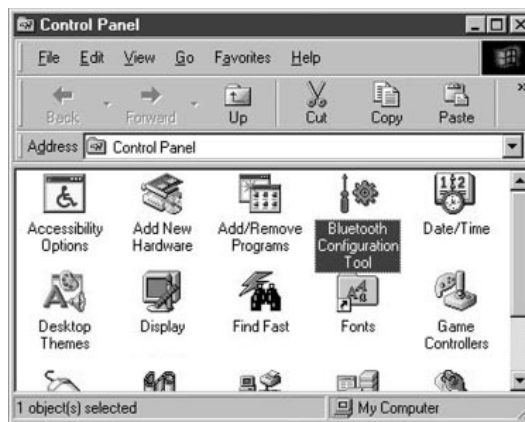 Control Panel
File Edit View Go Favorites Help
Back Forward Up Cut Copy Paste »
Address Control Panel
Accessibility Options
Add New Hardware
Add/Remove Programs
Bluetooth Configuration Tool
Date/Time
Desktop Themes
Display
Find Fast
Fonts
Game Controllers
1 object(s) selected
My Computer